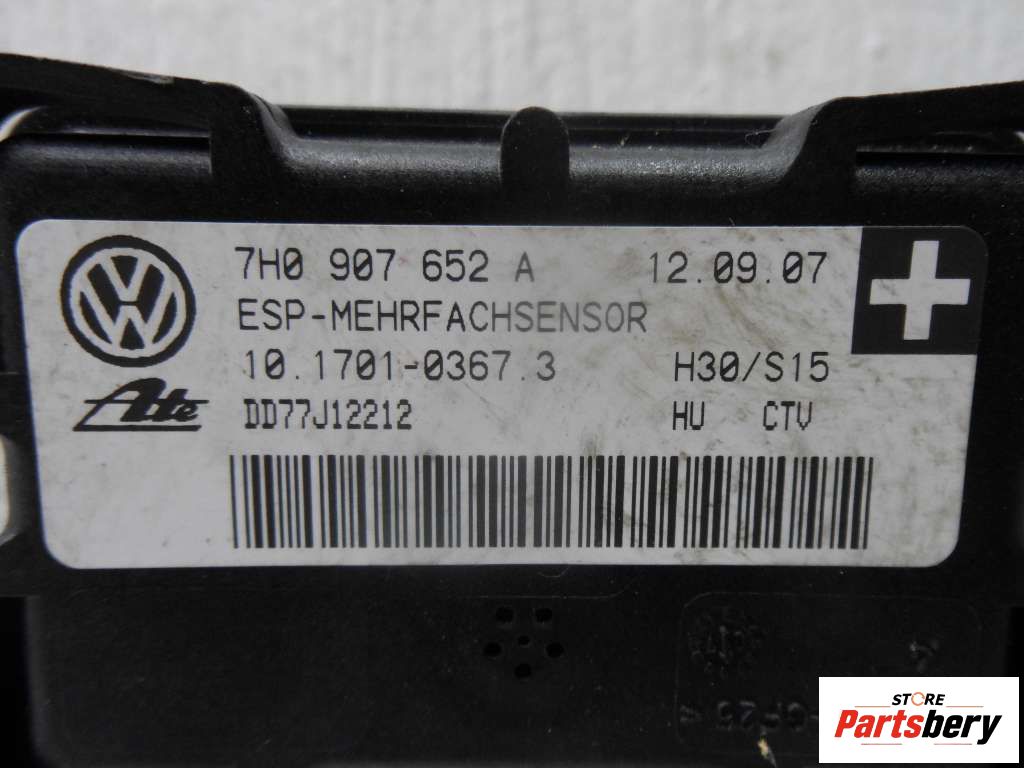 7H0 907 652 A 12.09.07
ESP-MEHRFACHSENSOR
10.1701-0367.3 H30/S15
Ate DD77J12212 HU CTV
STORE
Partsbery